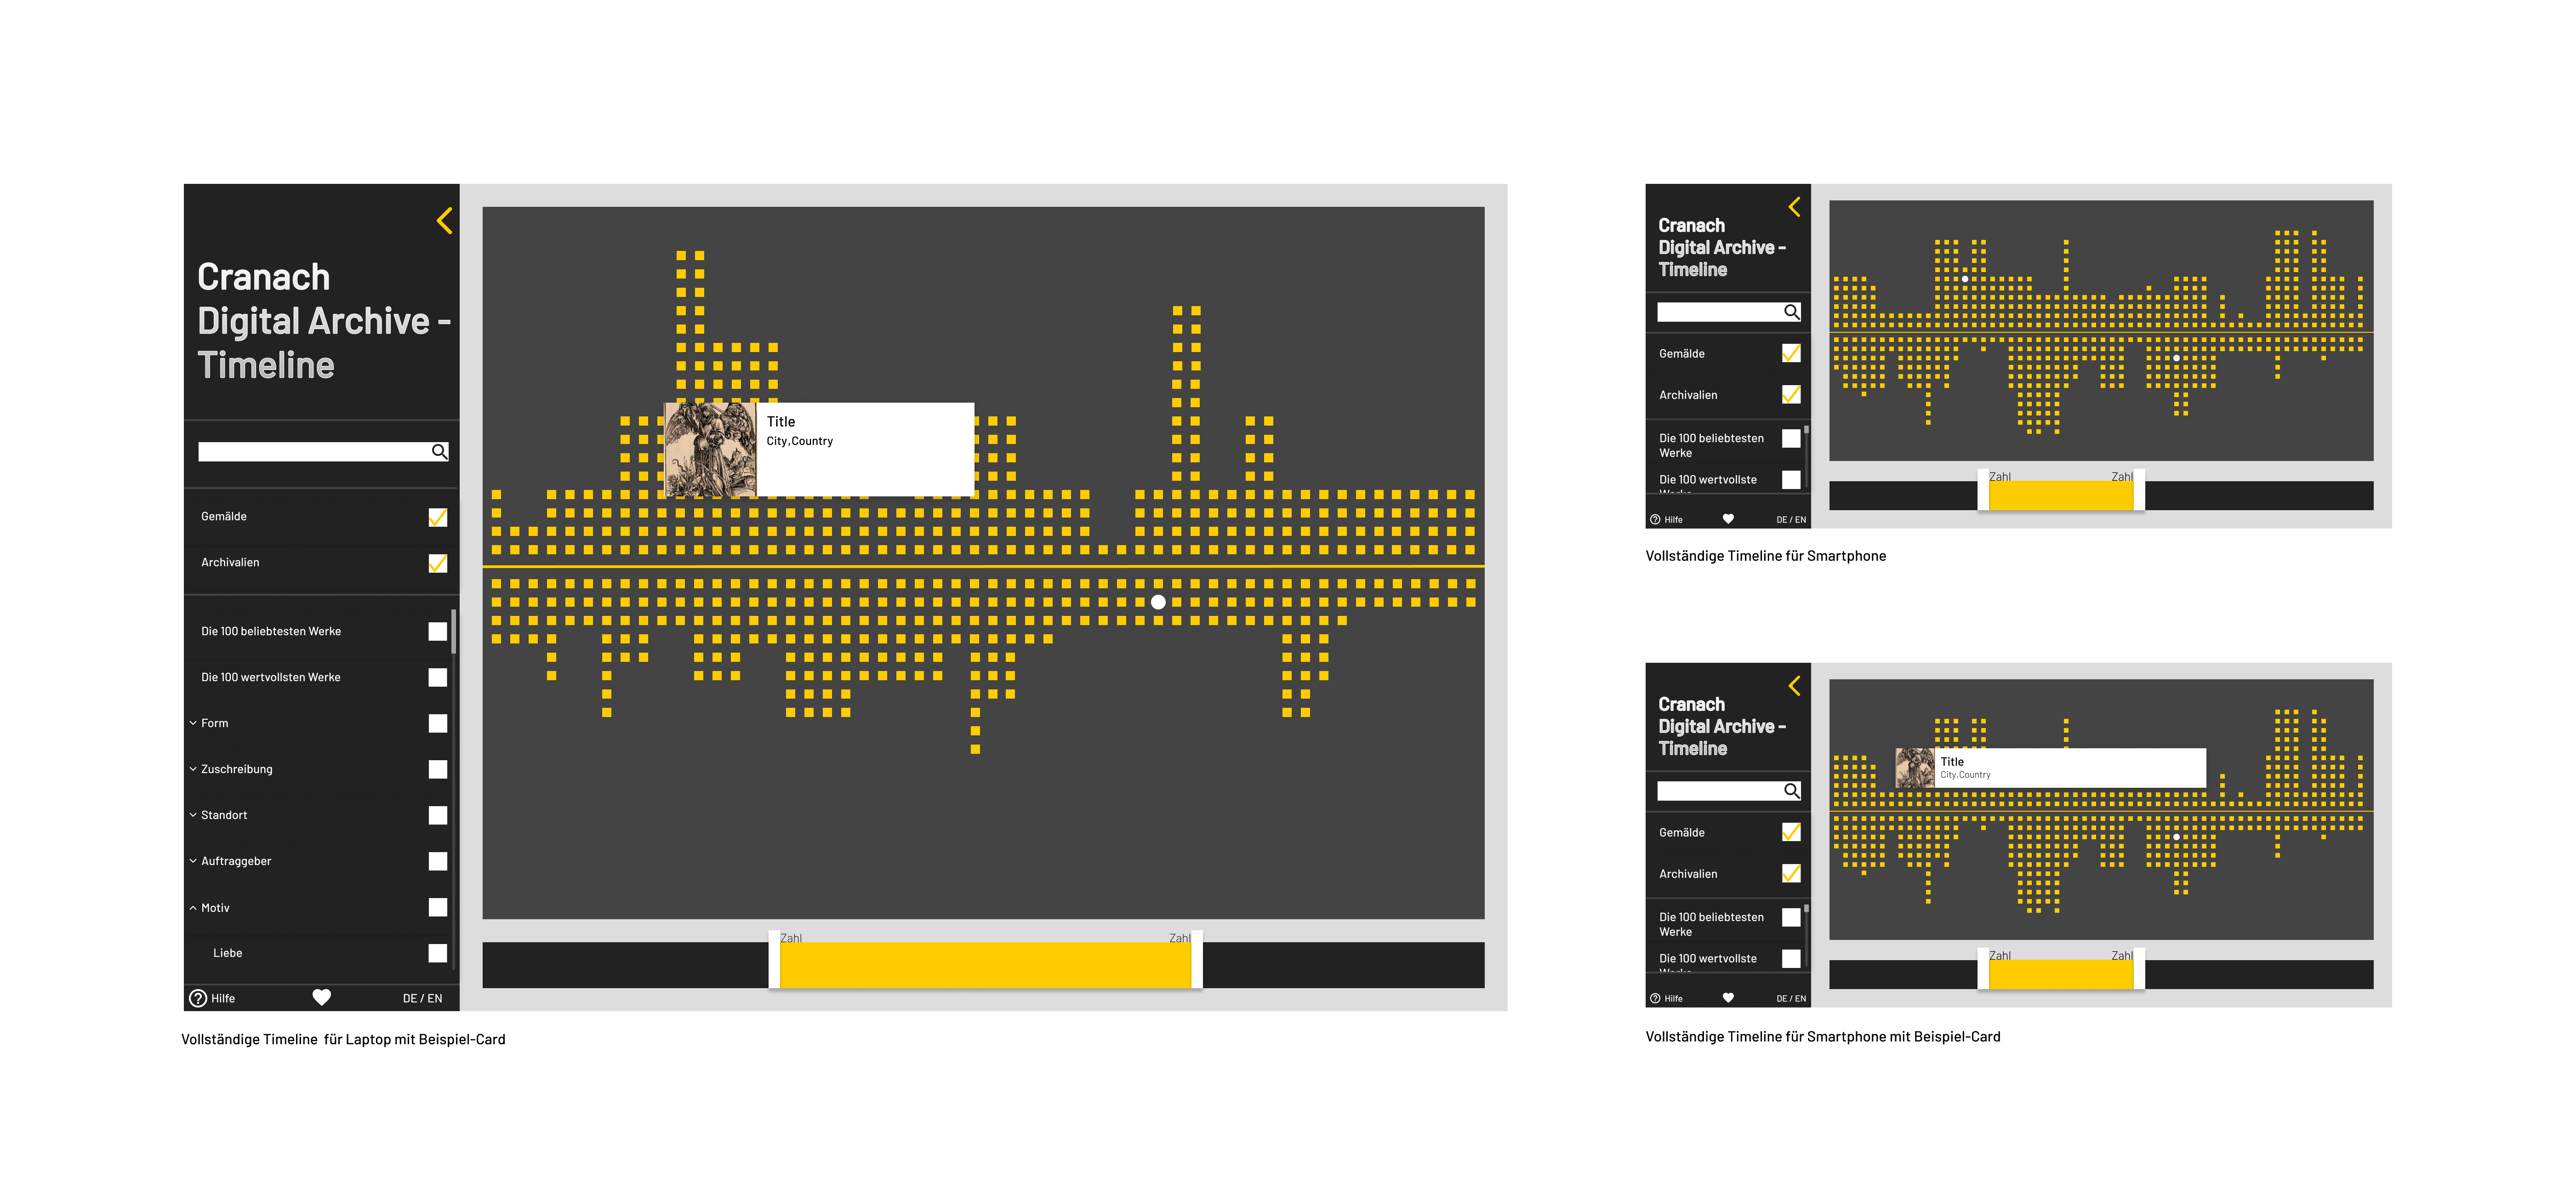 Cranach
Digital Archive -
Timeline
Gemälde
Archivalien
Die 100 beliebtesten Werke
Die 100 wertvollsten Werke
Form
Zuschreibung
Standort
Auftraggeber
Motiv
Liebe
Hilfe
DE / EN
Title
City,Country
Zahl
Zahl
Vollständige Timeline für Laptop mit Beispiel-Card
Cranach
Digital Archive -
Timeline
Gemälde
Archivalien
Die 100 beliebtesten
Werke
Die 100 wertvollste
Werke
Hilfe
DE / EN
Zahl
Zahl
Vollständige Timeline für Smartphone
Cranach
Digital Archive -
Timeline
Gemälde
Archivalien
Die 100 beliebtesten
Werke
Die 100 wertvollste
Werke
Hilfe
DE / EN
Title
City,Country
Zahl
Zahl
Vollständige Timeline für Smartphone mit Beispiel-Card